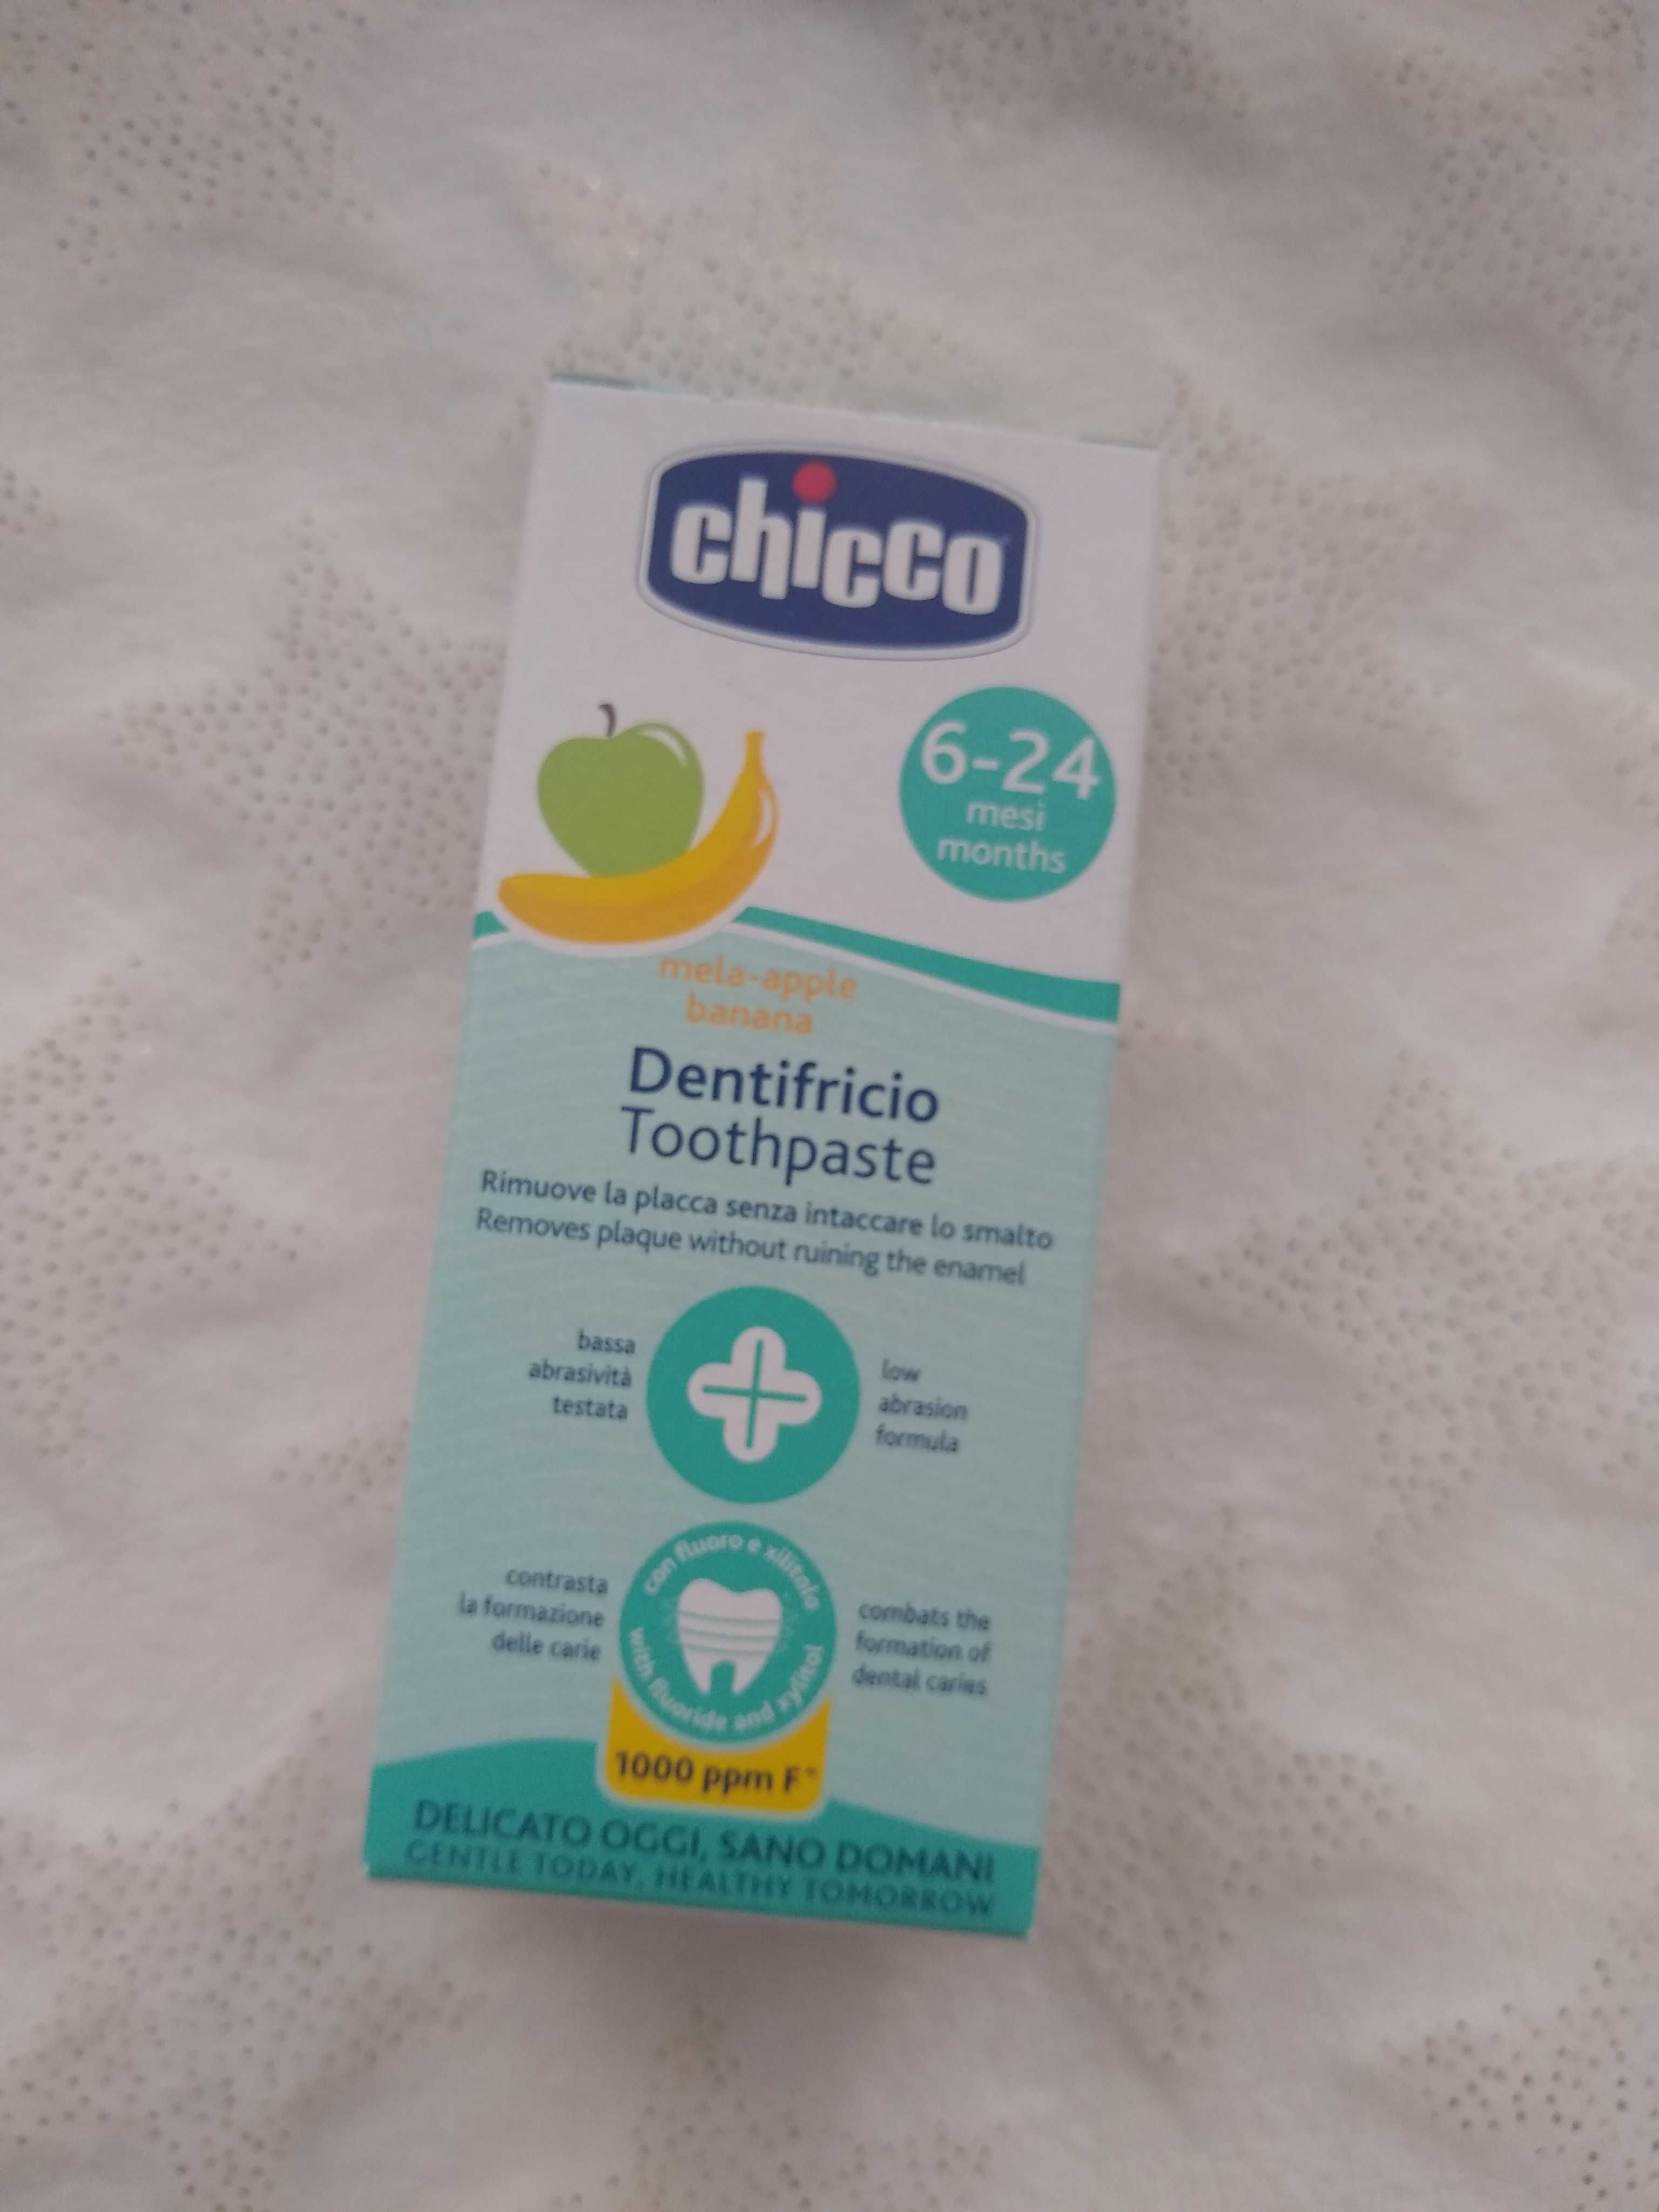 chicco
6-24
mesi
months
mela-apple
banana
Dentifricio
Toothpaste
Rimuove la placca senza intaccare lo smalto
Removes plaque without ruining the enamel
bassa
abrasività
testata
low
abrasion
formula
con fluoro e xilitolo
with fluoride and xylitol
contrasta
la formazione
delle carie
combats the
formation of
dental caries
1000 ppm F⁻
DELICATO OGGI, SANO DOMANI
GENTLE TODAY, HEALTHY TOMORROW